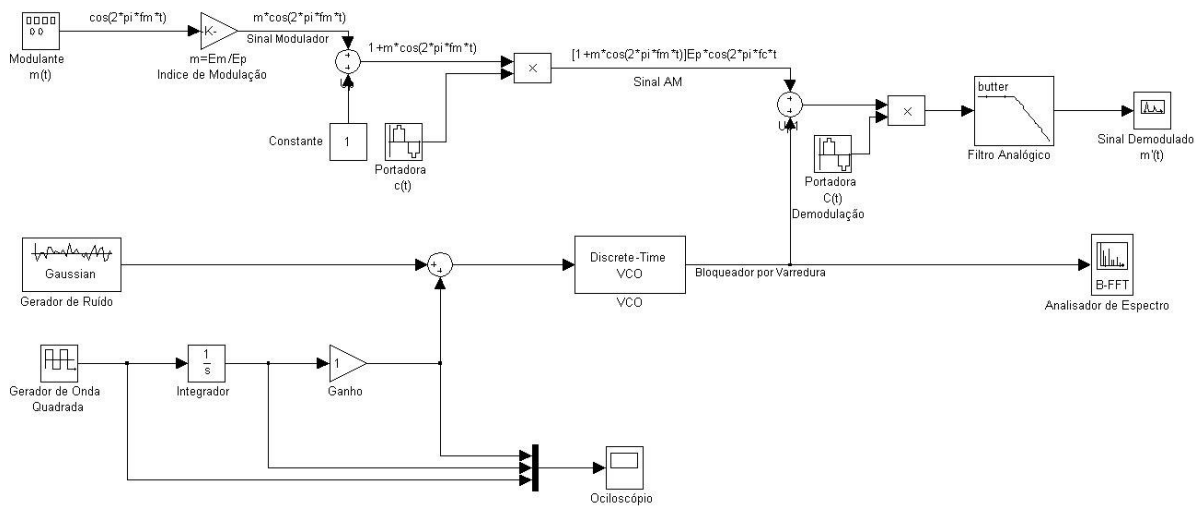 cos(2*pi*fm*t)
m*cos(2*pi*fm*t)
-K-
Sinal Modulador
Modulante
m(t)
m=Em/Ep
Indice de Modulação
1+m*cos(2*pi*fm*t)
Constante
1
Portadora
c(t)
×
[1+m*cos(2*pi*fm*t)]Ep*cos(2*pi*fc*t
Sinal AM
×
Portadora
C(t)
Demodulação
butter
Filtro Analógico
Sinal Demodulado
m'(t)
Gaussian
Gerador de Ruído
Discrete-Time
VCO
VCO
Bloqueador por Varredura
B-FFT
Analisador de Espectro
Gerador de Onda
Quadrada
1
s
Integrador
1
Ganho
Ociloscópio